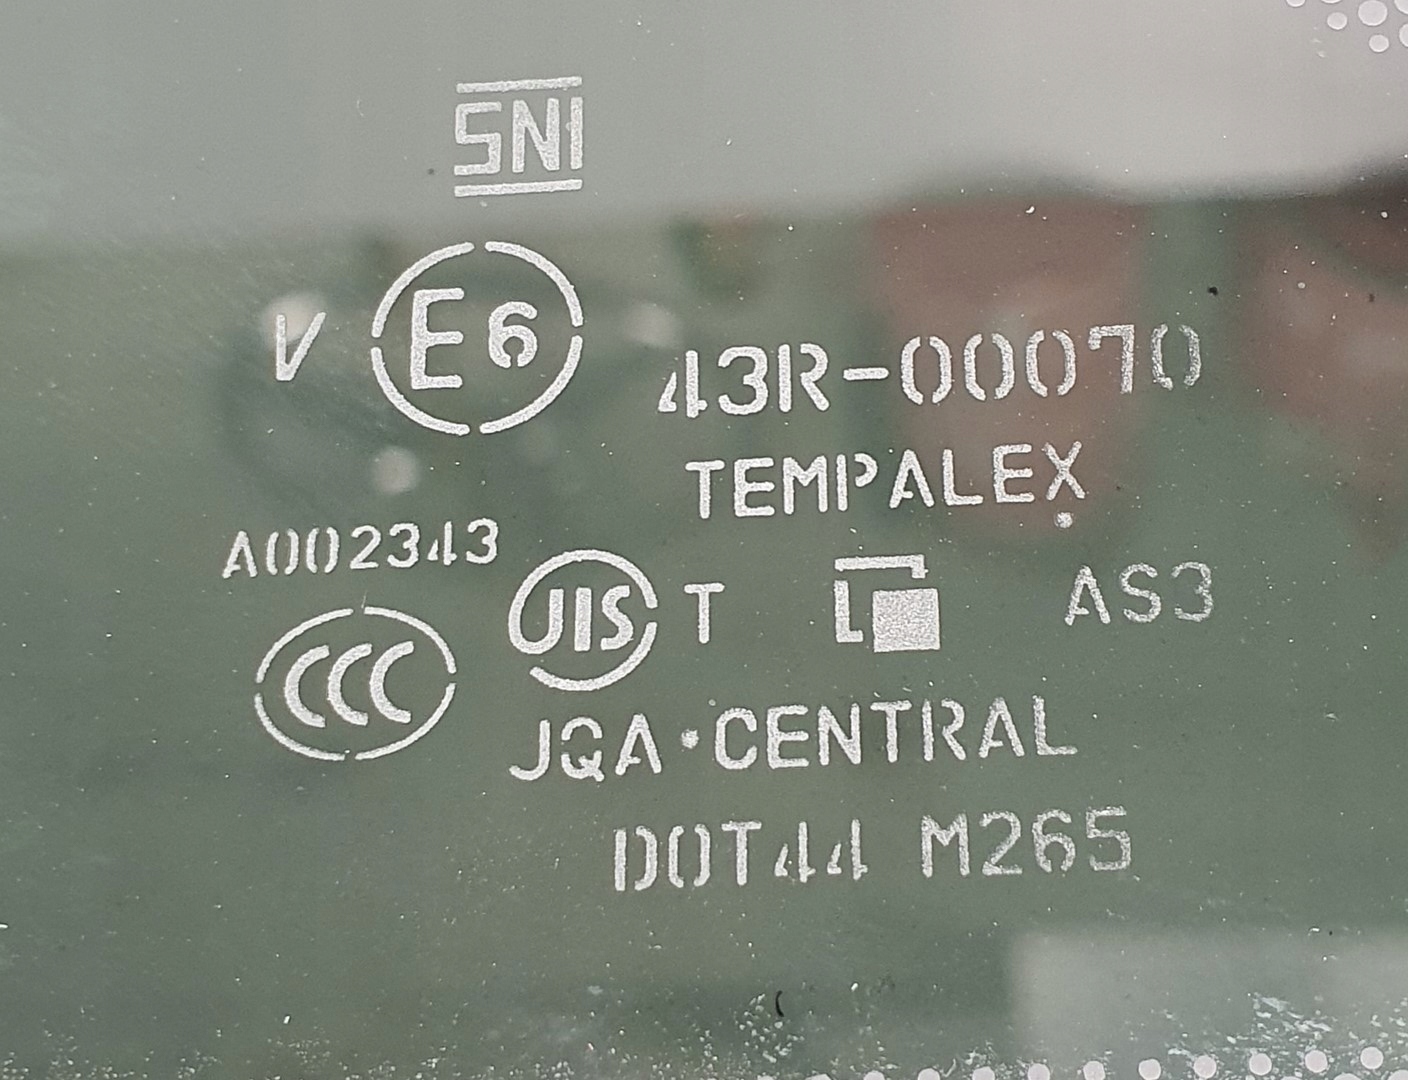 SNI
V E6 43R-00070
TEMPALEX
A002343
CCC JIS T AS3
JQA·CENTRAL
DOT44 M265